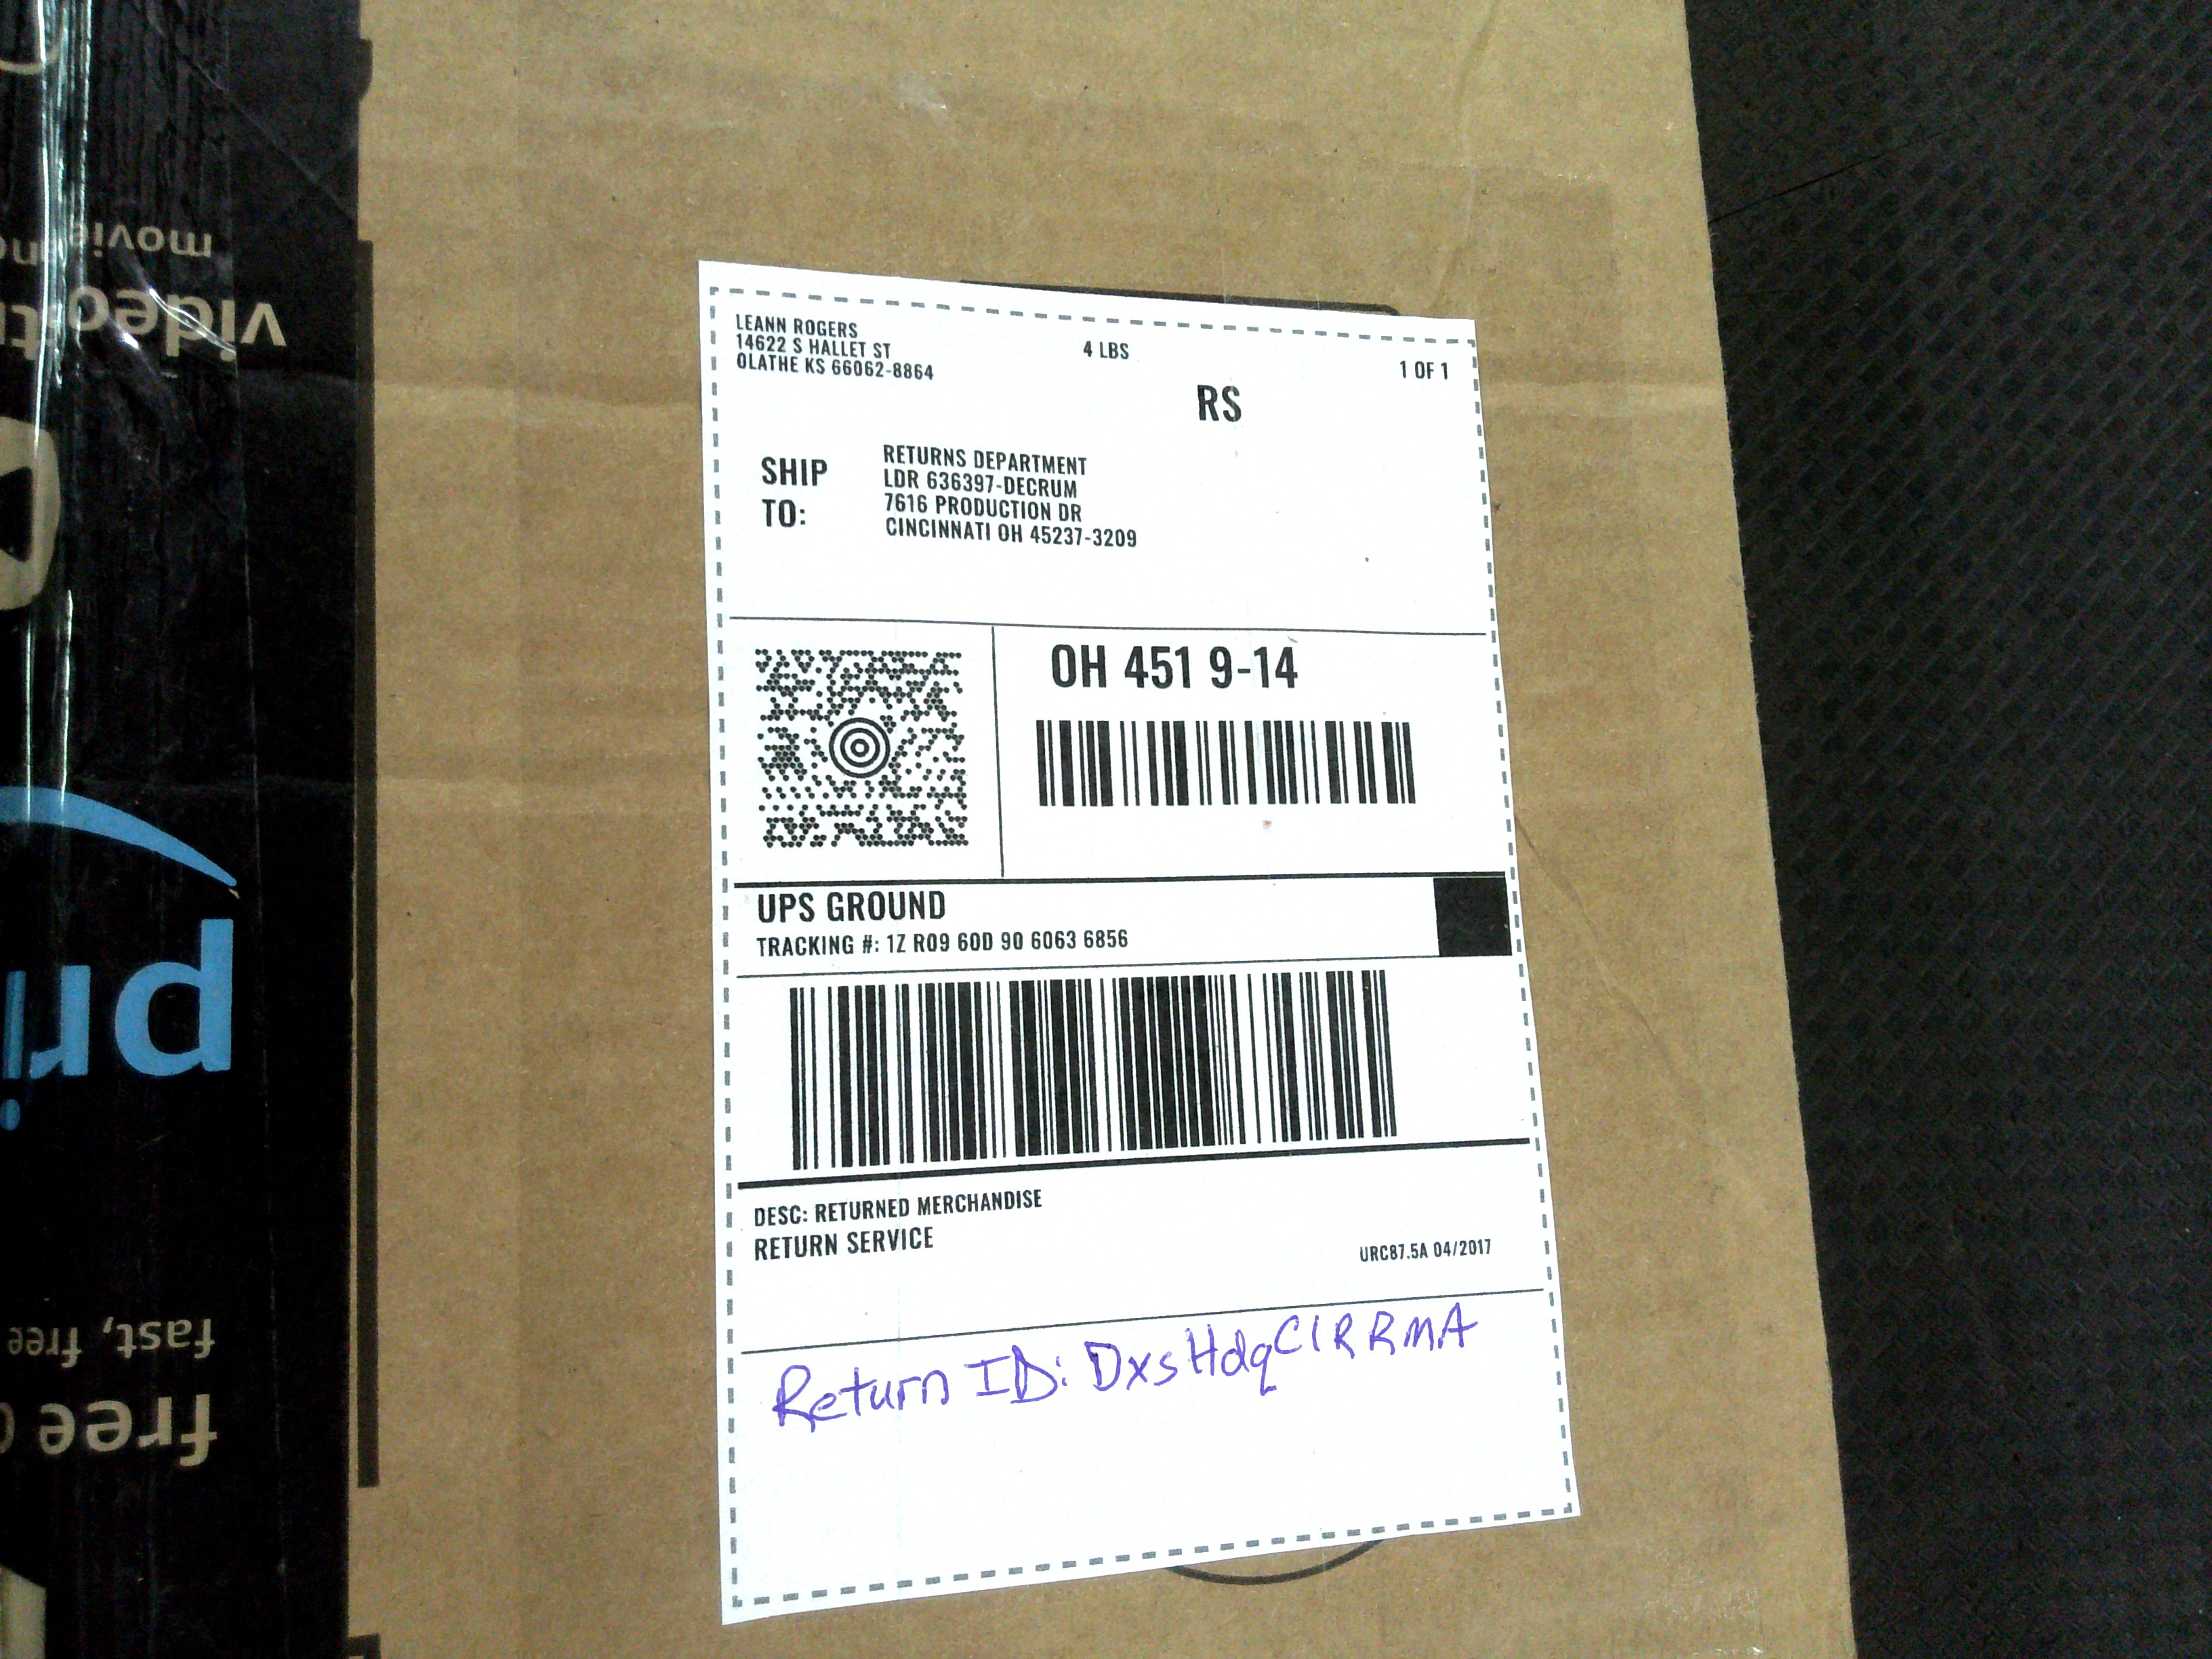 LEANN ROGERS
14622 S HALLET ST
OLATHE KS 66062-8864
4 LBS
1 OF 1
RS
SHIP
TO:
RETURNS DEPARTMENT
LDR 636397-DECRUM
7616 PRODUCTION DR
CINCINNATI OH 45237-3209
OH 451 9-14
UPS GROUND
TRACKING #: 1Z R09 60D 90 6063 6856
DESC: RETURNED MERCHANDISE
RETURN SERVICE
URC87.5A 04/2017
Return ID: DxsHdqC1RRMA
free
fast, free
pri
video
movie